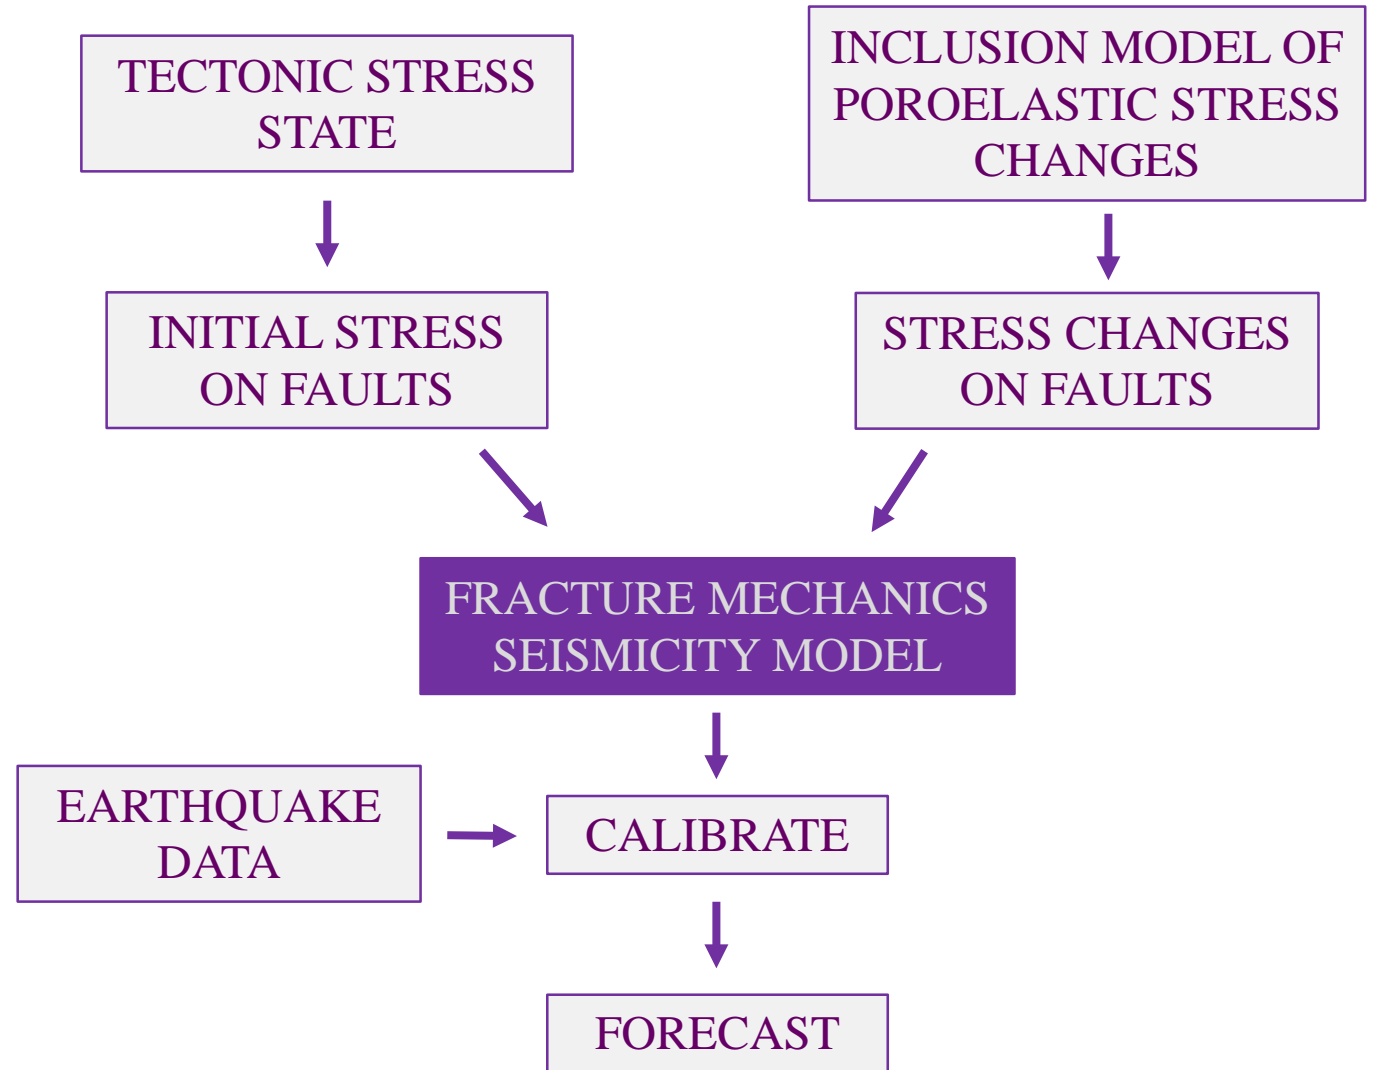 TECTONIC STRESS
STATE
INCLUSION MODEL OF
POROELASTIC STRESS
CHANGES
INITIAL STRESS
ON FAULTS
STRESS CHANGES
ON FAULTS
FRACTURE MECHANICS
SEISMICITY MODEL
EARTHQUAKE
DATA
CALIBRATE
FORECAST